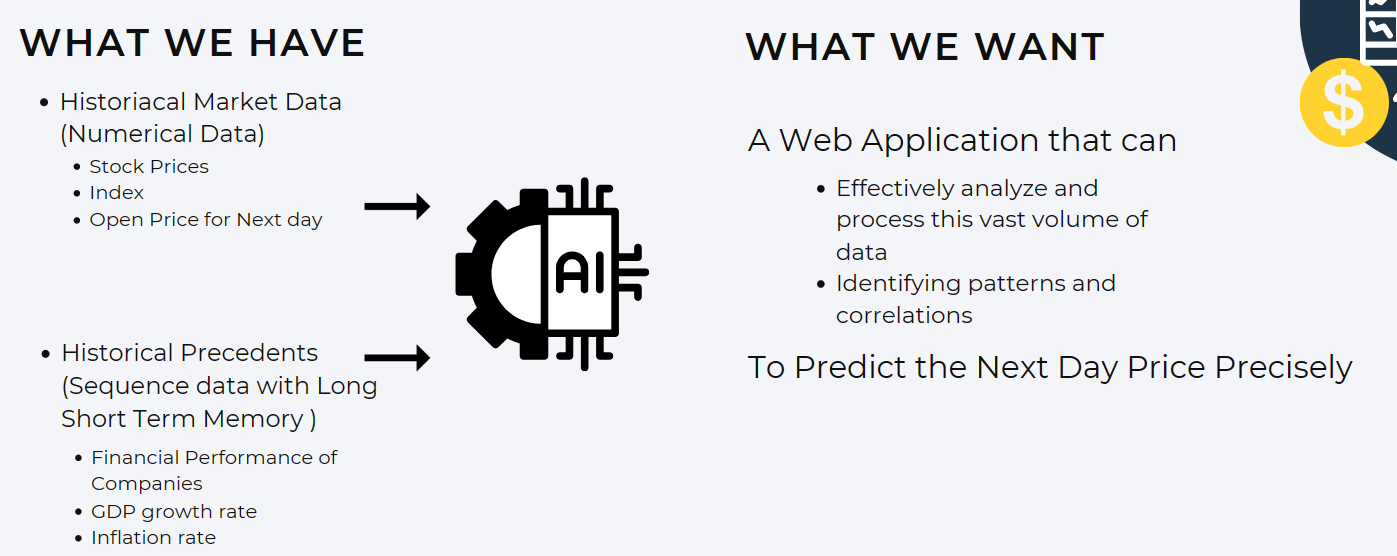 WHAT WE HAVE
Historiacal Market Data
(Numerical Data)
Stock Prices
Index
Open Price for Next day
Historical Precedents
(Sequence data with Long
Short Term Memory )
Financial Performance of
Companies
GDP growth rate
Inflation rate
AI
WHAT WE WANT
A Web Application that can
Effectively analyze and
process this vast volume of
data
Identifying patterns and
correlations
To Predict the Next Day Price Precisely
$